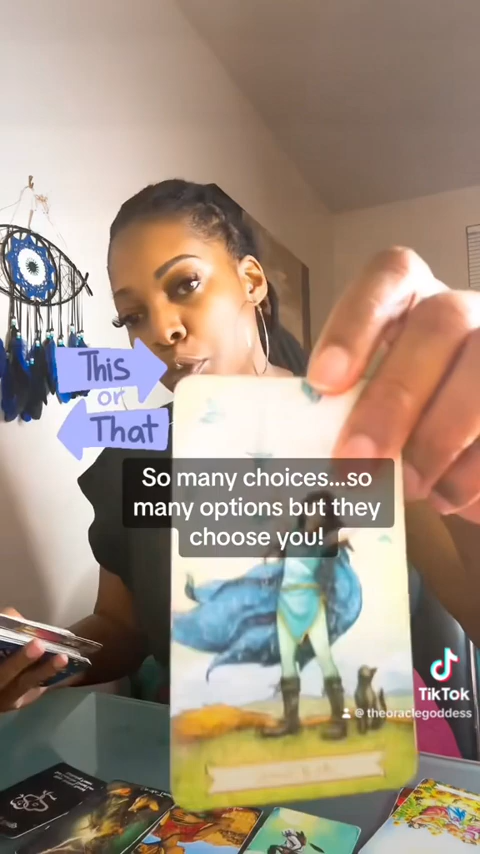 This
or
That
So many choices...so
many options but they
choose you!
TikTok
@ theoraclegoddess